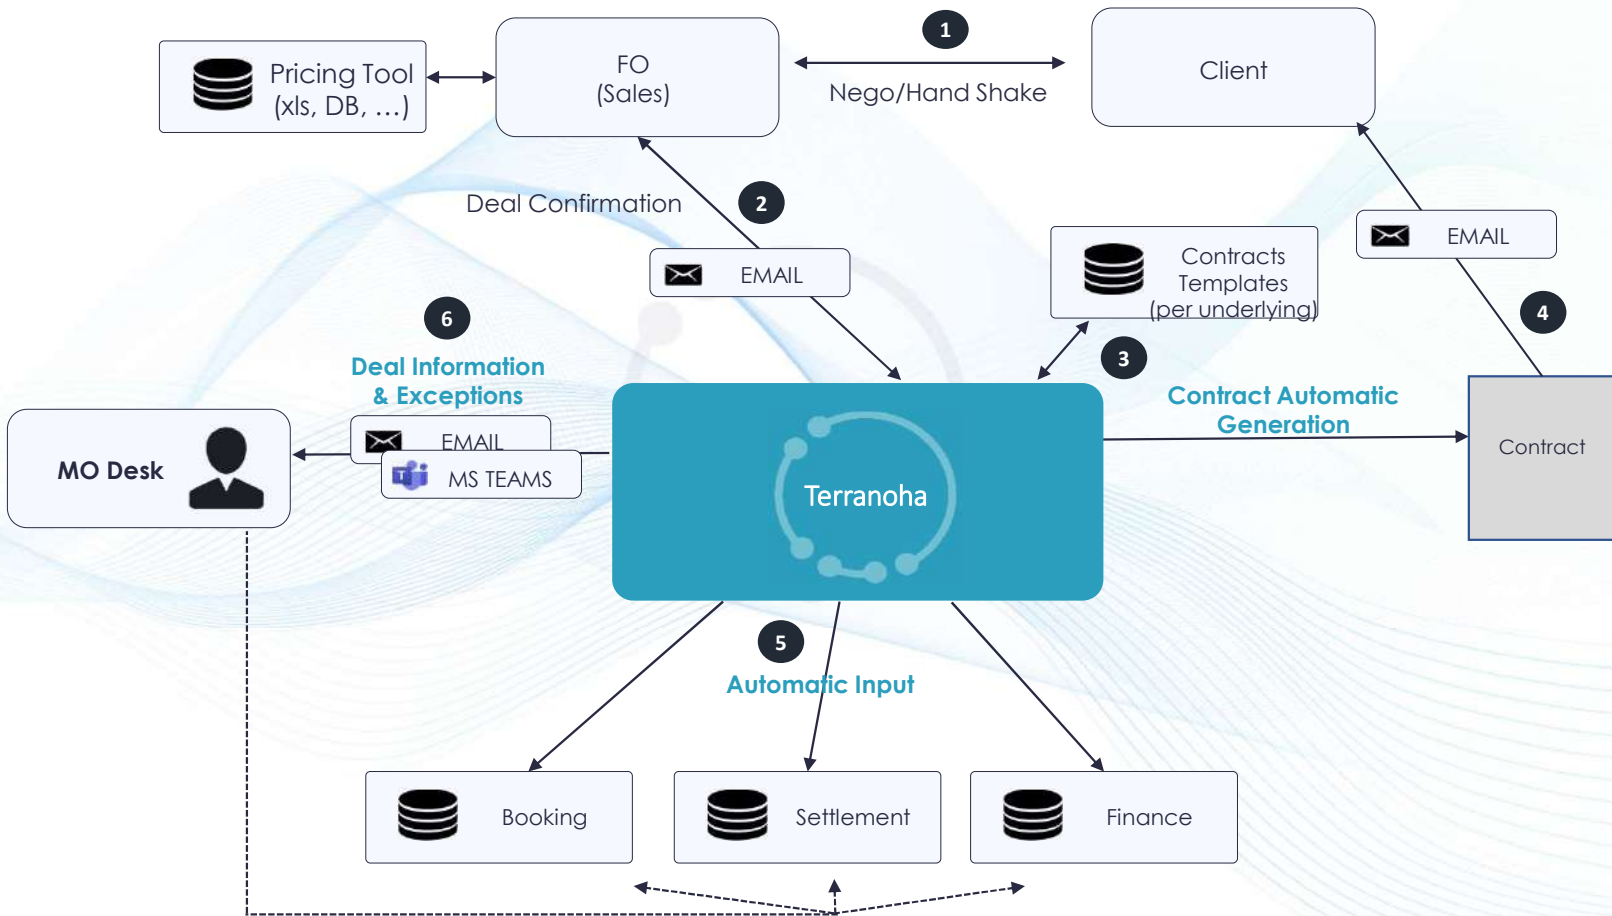 1
FO
(Sales)
Client
Pricing Tool
(xls, DB, ...)
Nego/Hand Shake
2
Deal Confirmation
EMAIL
EMAIL
Contracts
Templates
(per underlying)
3
4
6
Deal Information
& Exceptions
EMAIL
MS TEAMS
MO Desk
Terranoha
Contract Automatic
Generation
Contract
5
Automatic Input
Booking
Settlement
Finance